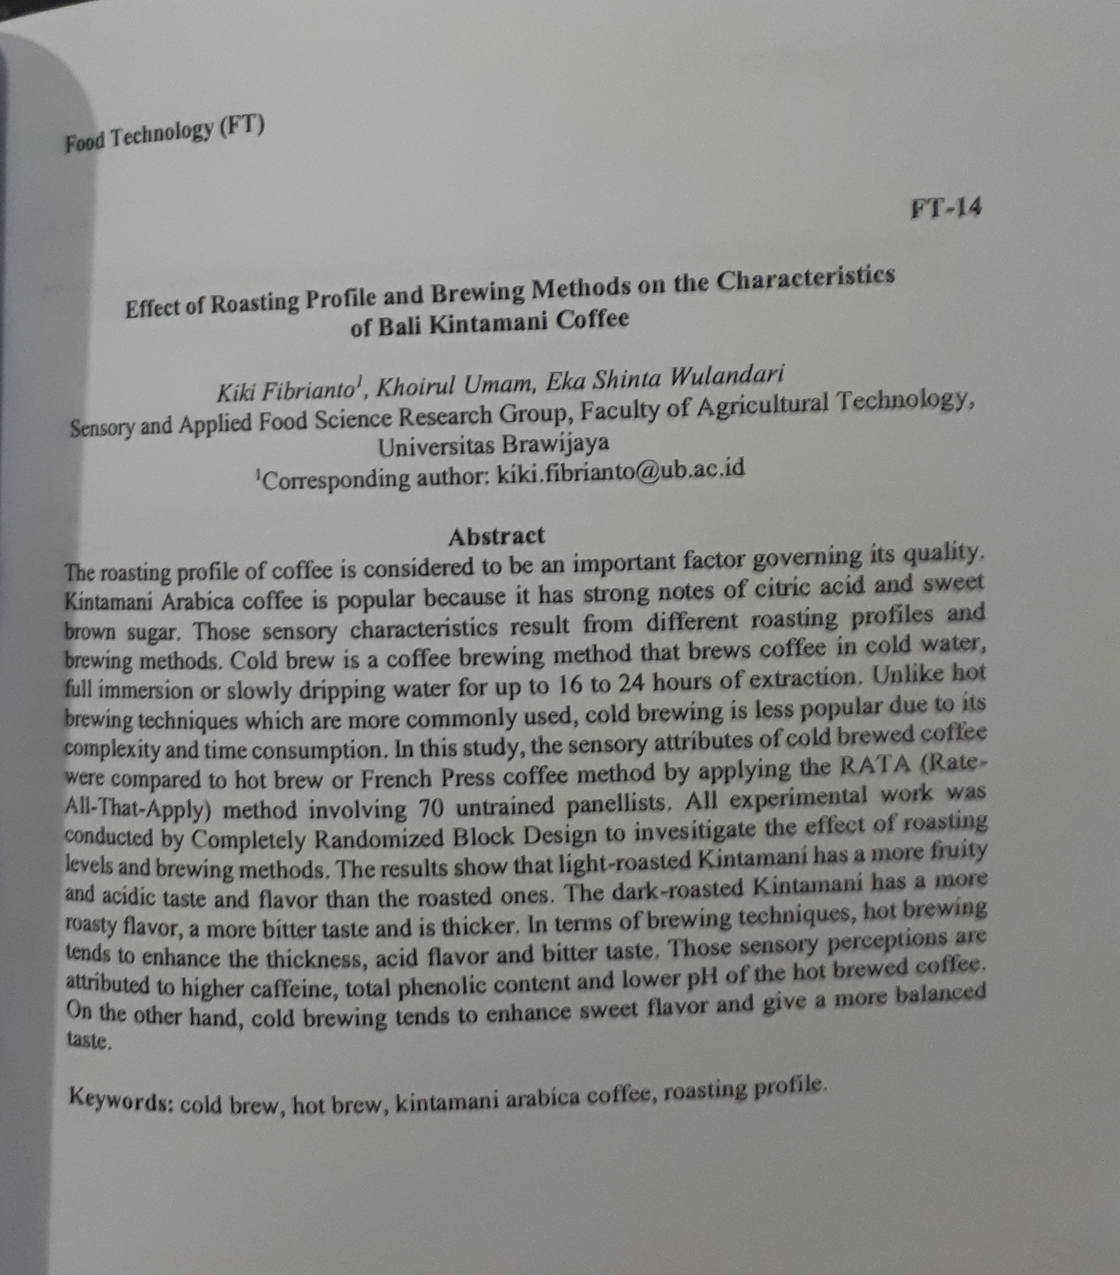 Food Technology (FT)
FT-14
Effect of Roasting Profile and Brewing Methods on the Characteristics
of Bali Kintamani Coffee
Kiki Fibrianto¹, Khoirul Umam, Eka Shinta Wulandari
Sensory and Applied Food Science Research Group, Faculty of Agricultural Technology,
Universitas Brawijaya
¹Corresponding author: kiki.fibrianto@ub.ac.id
Abstract
The roasting profile of coffee is considered to be an important factor governing its quality.
Kintamani Arabica coffee is popular because it has strong notes of citric acid and sweet
brown sugar. Those sensory characteristics result from different roasting profiles and
brewing methods. Cold brew is a coffee brewing method that brews coffee in cold water,
full immersion or slowly dripping water for up to 16 to 24 hours of extraction. Unlike hot
brewing techniques which are more commonly used, cold brewing is less popular due to its
complexity and time consumption. In this study, the sensory attributes of cold brewed coffee
were compared to hot brew or French Press coffee method by applying the RATA (Rate-
All-That-Apply) method involving 70 untrained panellists. All experimental work was
conducted by Completely Randomized Block Design to invesitigate the effect of roasting
levels and brewing methods. The results show that light-roasted Kintamani has a more fruity
and acidic taste and flavor than the roasted ones. The dark-roasted Kintamani has a more
roasty flavor, a more bitter taste and is thicker. In terms of brewing techniques, hot brewing
tends to enhance the thickness, acid flavor and bitter taste. Those sensory perceptions are
attributed to higher caffeine, total phenolic content and lower pH of the hot brewed coffee.
On the other hand, cold brewing tends to enhance sweet flavor and give a more balanced
taste.
Keywords: cold brew, hot brew, kintamani arabica coffee, roasting profile.